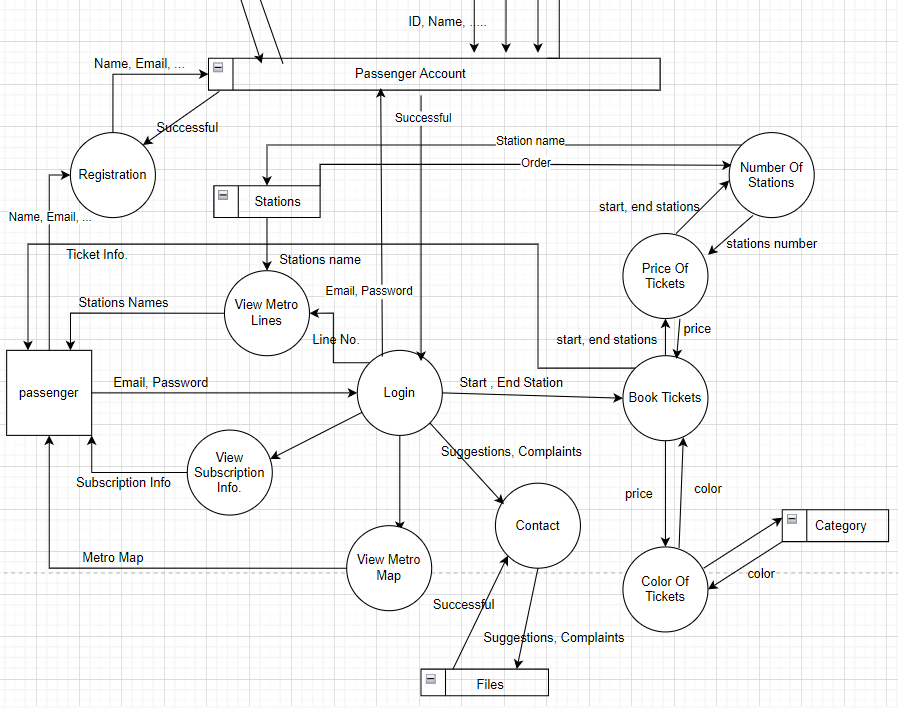 ID, Name, .....
Name, Email, ...
Passenger Account
Successful
Successful
Station name
Order
Registration
Number Of
Stations
Stations
Name, Email, ...
start, end stations
stations number
Ticket Info.
Stations name
Price Of
Tickets
Email, Password
Stations Names
View Metro
Lines
Line No.
start, end stations
price
passenger
Email, Password
Login
Start , End Station
Book Tickets
View
Subscription
Info.
Subscription Info
Suggestions, Complaints
price
color
Contact
Category
Metro Map
View Metro
Map
color
Color Of
Tickets
Successful
Suggestions, Complaints
Files